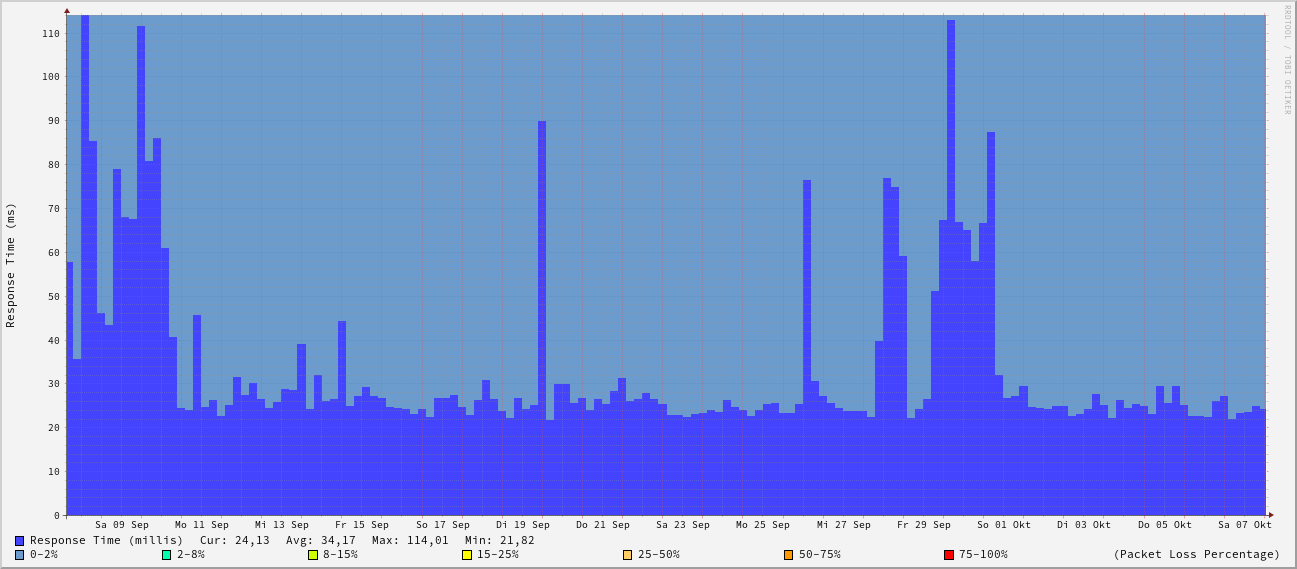 RRDTOOL / TOBI OETIKER
Response Time (ms)
110
100
90
80
70
60
50
40
30
20
10
0
Sa 09 Sep Mo 11 Sep Mi 13 Sep Fr 15 Sep So 17 Sep Di 19 Sep Do 21 Sep Sa 23 Sep Mo 25 Sep Mi 27 Sep Fr 29 Sep So 01 Okt Di 03 Okt Do 05 Okt Sa 07 Okt
Response Time (millis) Cur: 24,13 Avg: 34,17 Max: 114,01 Min: 21,82
0-2% 2-8% 8-15% 15-25% 25-50% 50-75% 75-100% (Packet Loss Percentage)